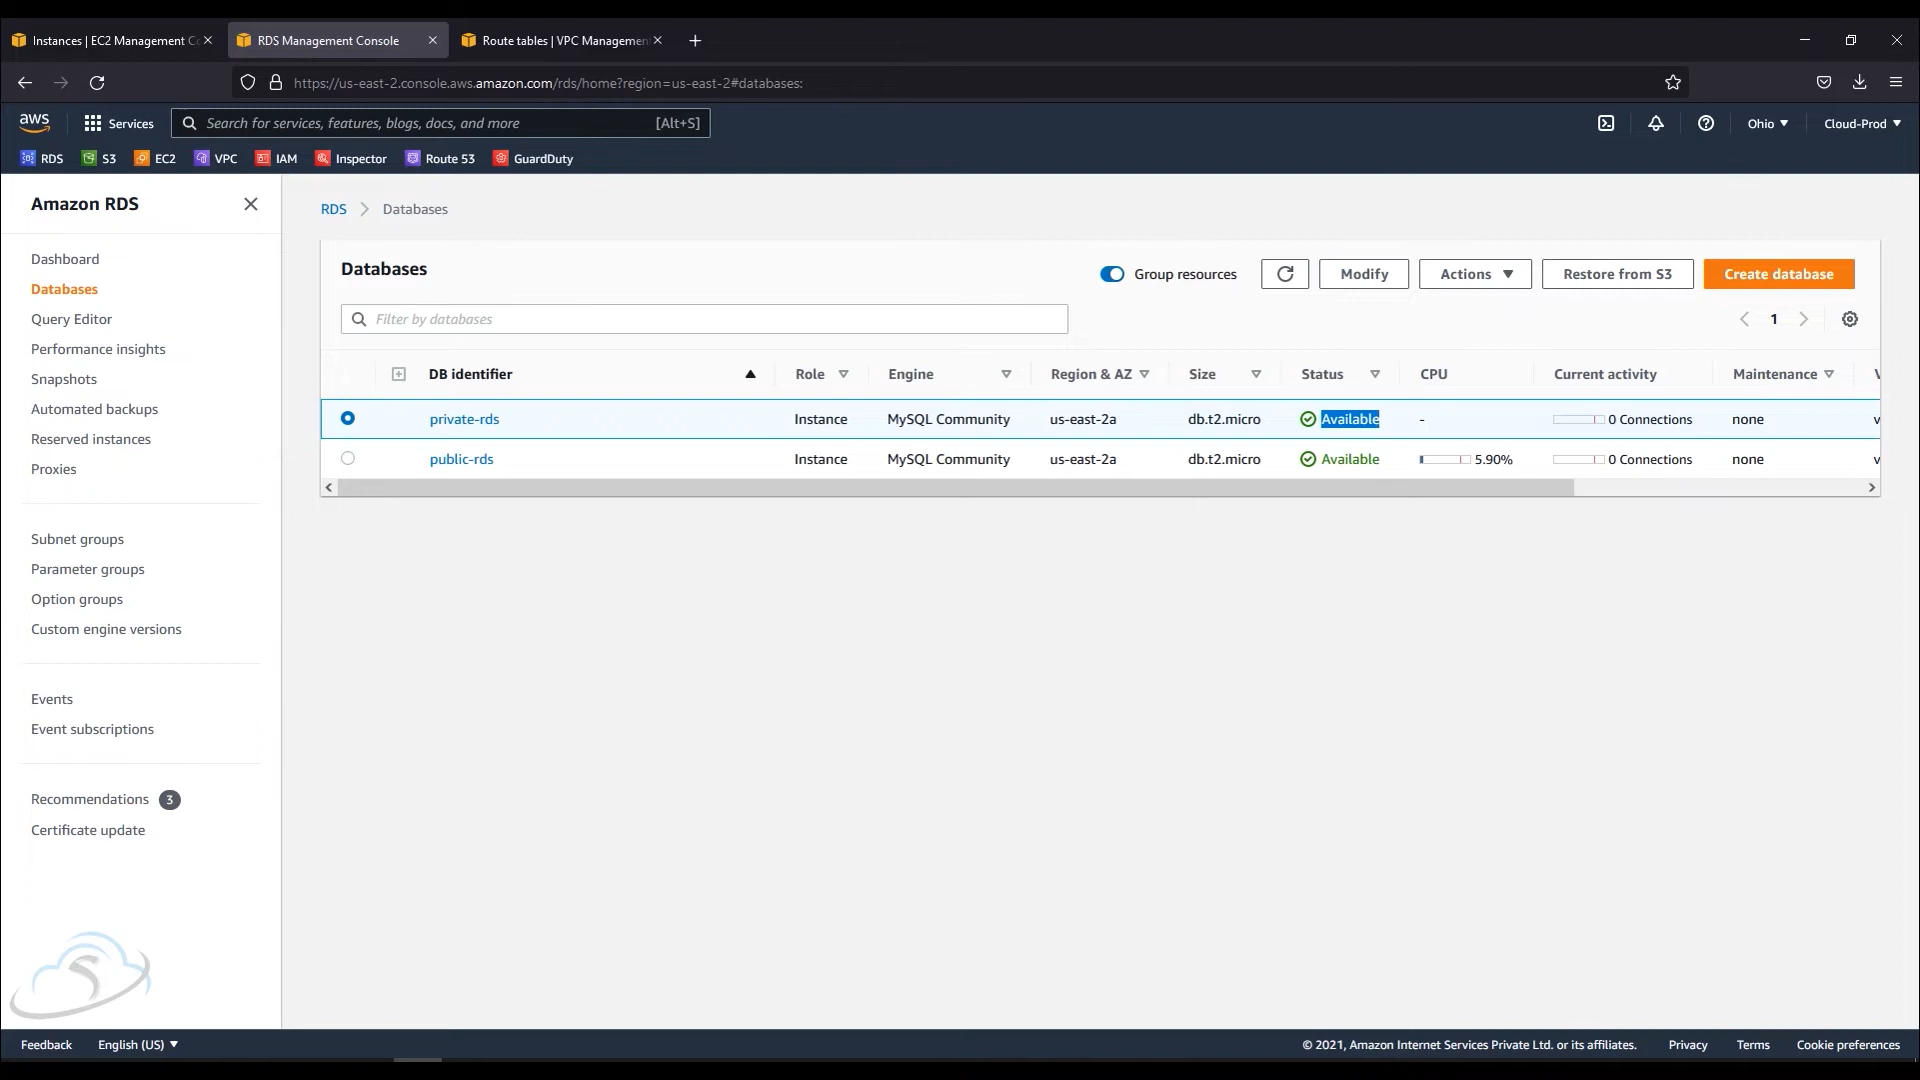 Instances | EC2 Management Co
RDS Management Console
Route tables | VPC Management
https://us-east-2.console.aws.amazon.com/rds/home?region=us-east-2#databases:
aws
Services
Search for services, features, blogs, docs, and more
[Alt+S]
Ohio
Cloud-Prod
RDS
S3
EC2
VPC
IAM
Inspector
Route 53
GuardDuty
Amazon RDS
Dashboard
Databases
Query Editor
Performance insights
Snapshots
Automated backups
Reserved instances
Proxies
Subnet groups
Parameter groups
Option groups
Custom engine versions
Events
Event subscriptions
Recommendations 3
Certificate update
RDS > Databases
Databases
Group resources
Modify
Actions
Restore from S3
Create database
Filter by databases
1
DB identifier Role Engine Region & AZ Size Status CPU Current activity Maintenance V
private-rds Instance MySQL Community us-east-2a db.t2.micro Available - 0 Connections none v
public-rds Instance MySQL Community us-east-2a db.t2.micro Available 5.90% 0 Connections none v
S
Feedback
English (US)
© 2021, Amazon Internet Services Private Ltd. or its affiliates.
Privacy
Terms
Cookie preferences